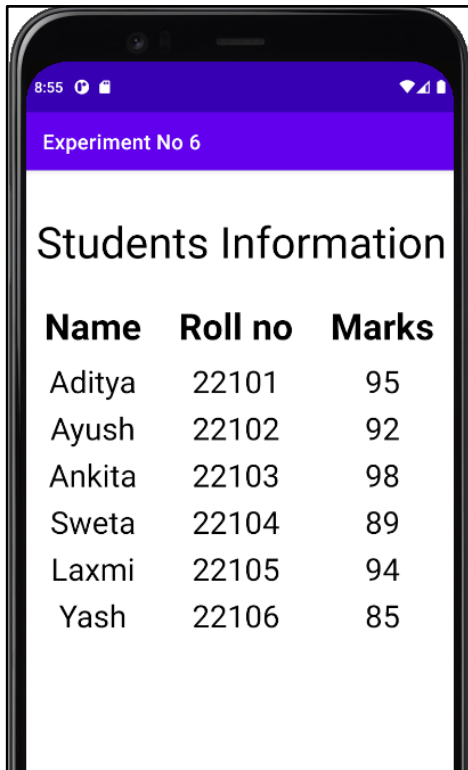 8:55
Experiment No 6
Students Information
Name Roll no Marks
Aditya 22101 95
Ayush 22102 92
Ankita 22103 98
Sweta 22104 89
Laxmi 22105 94
Yash 22106 85